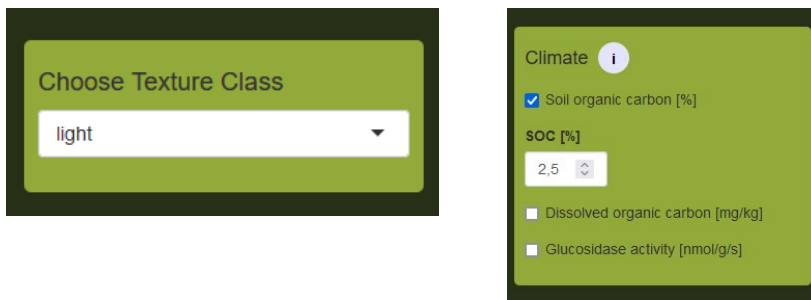 Choose Texture Class
light
Climate i
Soil organic carbon [%]
SOC [%]
2,5
Dissolved organic carbon [mg/kg]
Glucosidase activity [nmol/g/s]